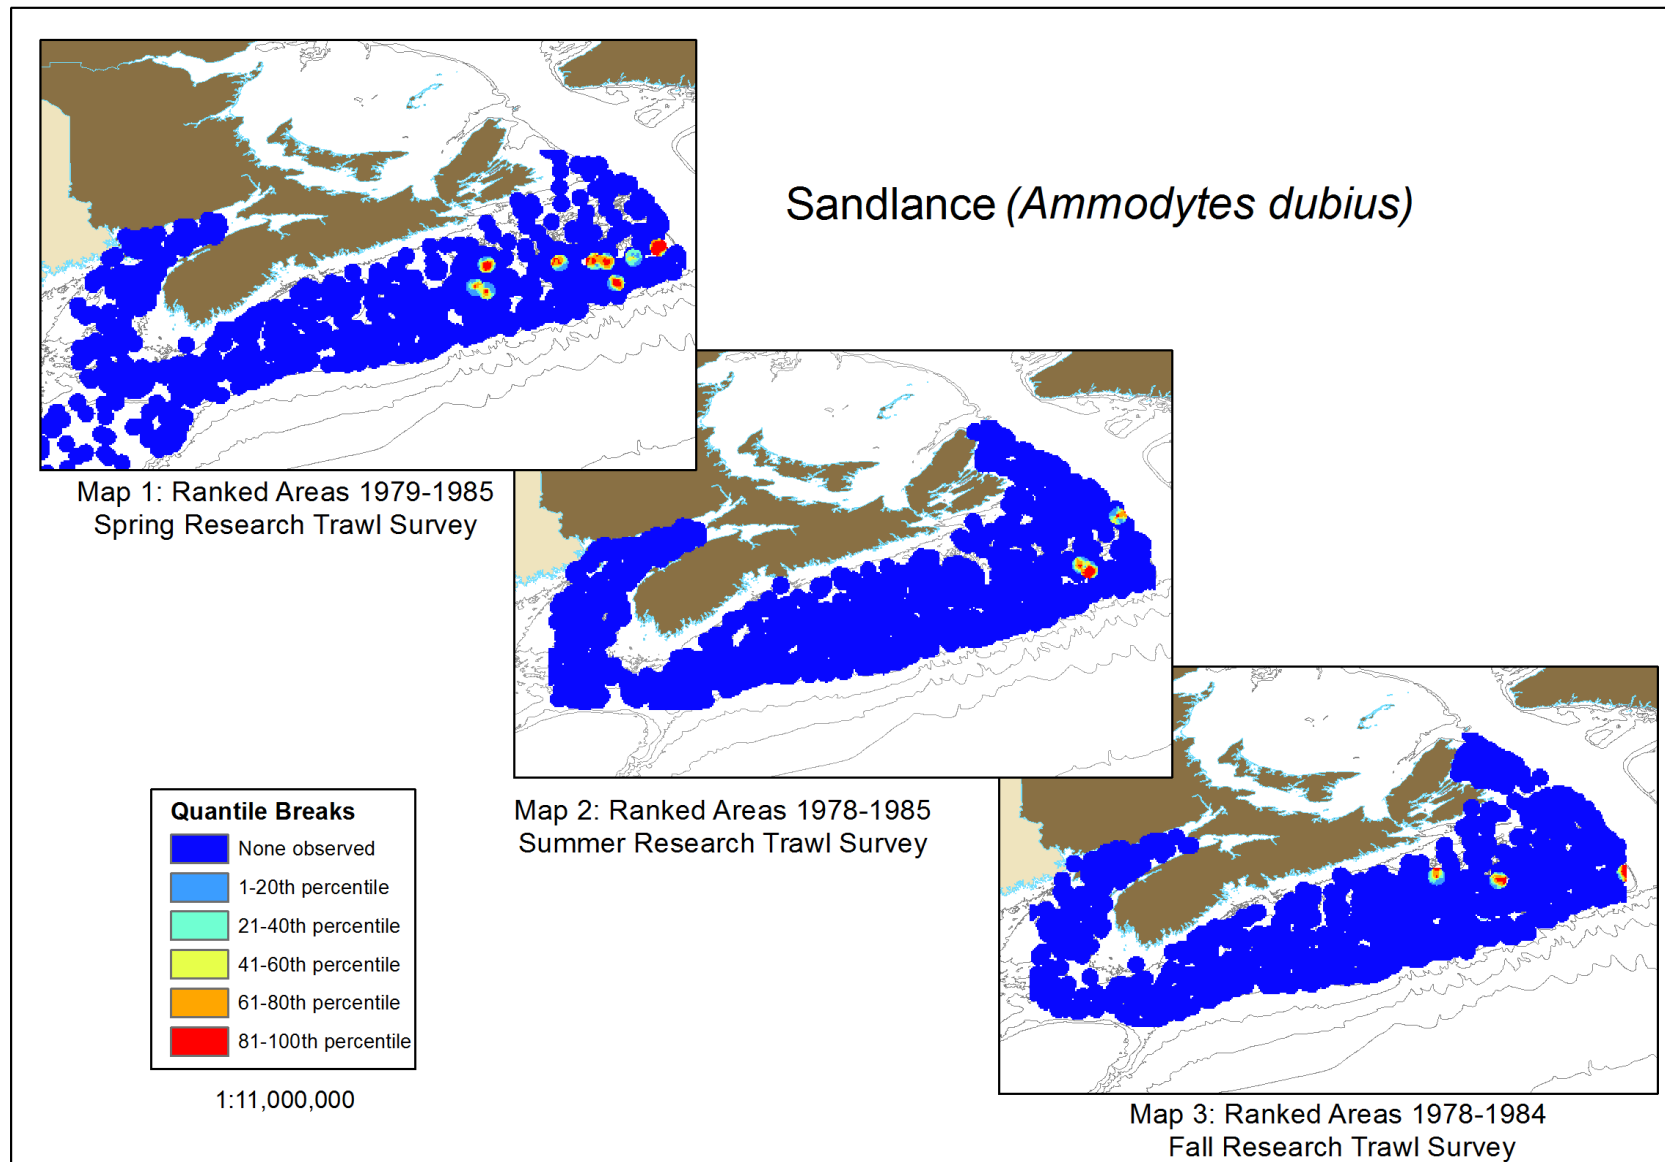 Sandlance (Ammodytes dubius)
Map 1: Ranked Areas 1979-1985
Spring Research Trawl Survey
Map 2: Ranked Areas 1978-1985
Summer Research Trawl Survey
Quantile Breaks
None observed
1-20th percentile
21-40th percentile
41-60th percentile
61-80th percentile
81-100th percentile
1:11,000,000
Map 3: Ranked Areas 1978-1984
Fall Research Trawl Survey